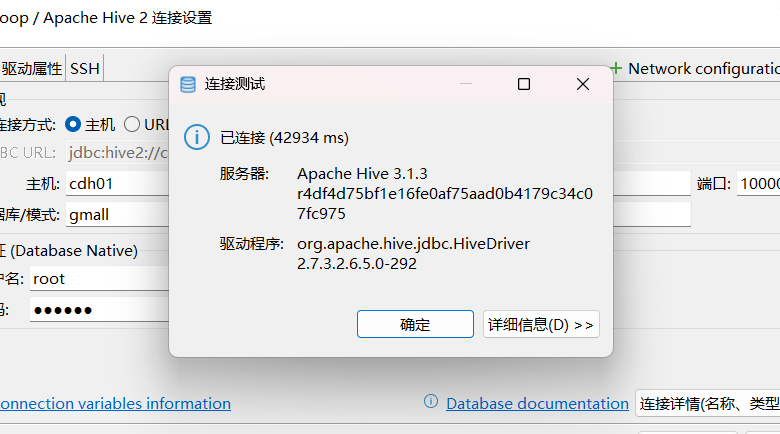 oop / Apache Hive 2 连接设置
驱动属性 SSH
Network configuratio
连接测试
连接方式: 主机 URL
已连接 (42934 ms)
BC URL: jdbc:hive2://c
服务器: Apache Hive 3.1.3
r4df4d75bf1e16fe0af75aad0b4179c34c0
7fc975
主机: cdh01
端口: 10000
据库/模式: gmall
驱动程序: org.apache.hive.jdbc.HiveDriver
2.7.3.2.6.5.0-292
(Database Native)
户名: root
码: ●●●●●●
确定 详细信息(D) >>
onnection variables information
Database documentation
连接详情(名称、类型